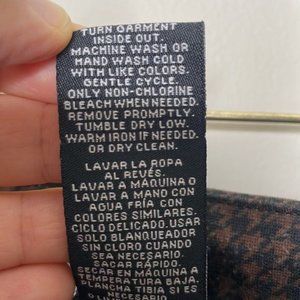 TURN GARMENT
INSIDE OUT.
MACHINE WASH OR
HAND WASH COLD
WITH LIKE COLORS.
GENTLE CYCLE.
ONLY NON-CHLORINE
BLEACH WHEN NEEDED.
REMOVE PROMPTLY.
TUMBLE DRY LOW.
WARM IRON IF NEEDED.
OR DRY CLEAN.
LAVAR LA ROPA
AL REVÉS.
LAVAR A MÁQUINA O
LAVAR A MANO CON
AGUA FRÍA CON
COLORES SIMILARES.
CICLO DELICADO. USAR
SOLO BLANQUEADOR
SIN CLORO CUANDO
SEA NECESARIO
SACAR RÁPIDO.
SECAR EN MÁQUINA A
TEMPERATURA BAJA.
PLANCHA TIBIA SI ES